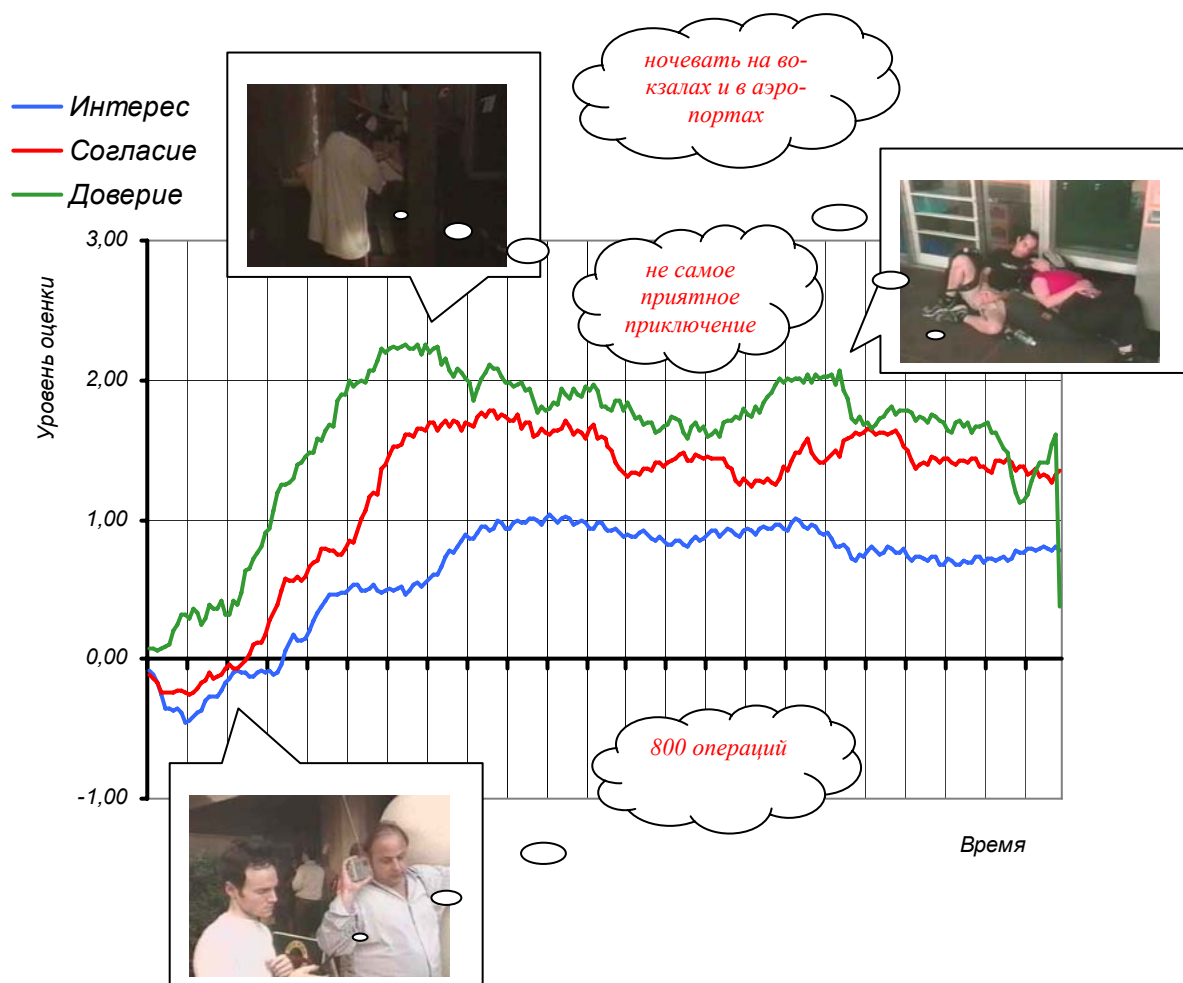 ночевать на во-
кзалах и в аэро-
портах
Интерес
Согласие
Доверие
3,00
не самое
приятное
приключение
Уровень оценки
2,00
1,00
0,00
800 операций
-1,00
Время